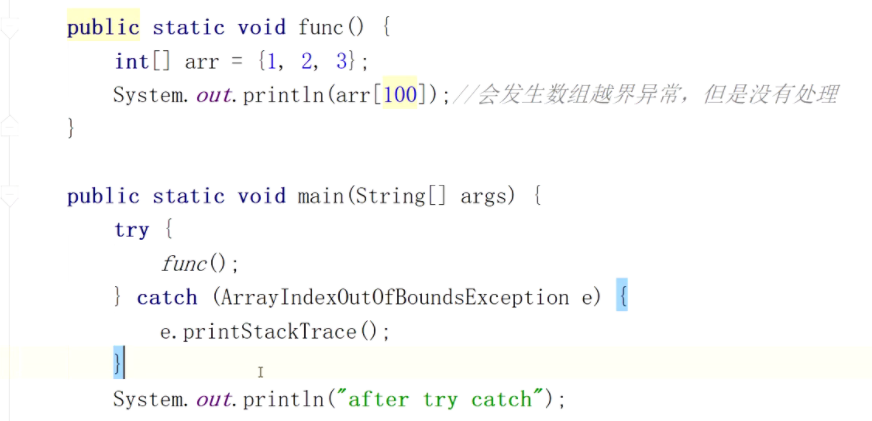 public static void func() {
int[] arr = {1, 2, 3};
System.out.println(arr[100]);//会发生数组越界异常，但是没有处理
}
public static void main(String[] args) {
try {
func();
} catch (ArrayIndexOutOfBoundsException e) {
e.printStackTrace();
}
System.out.println("after try catch");